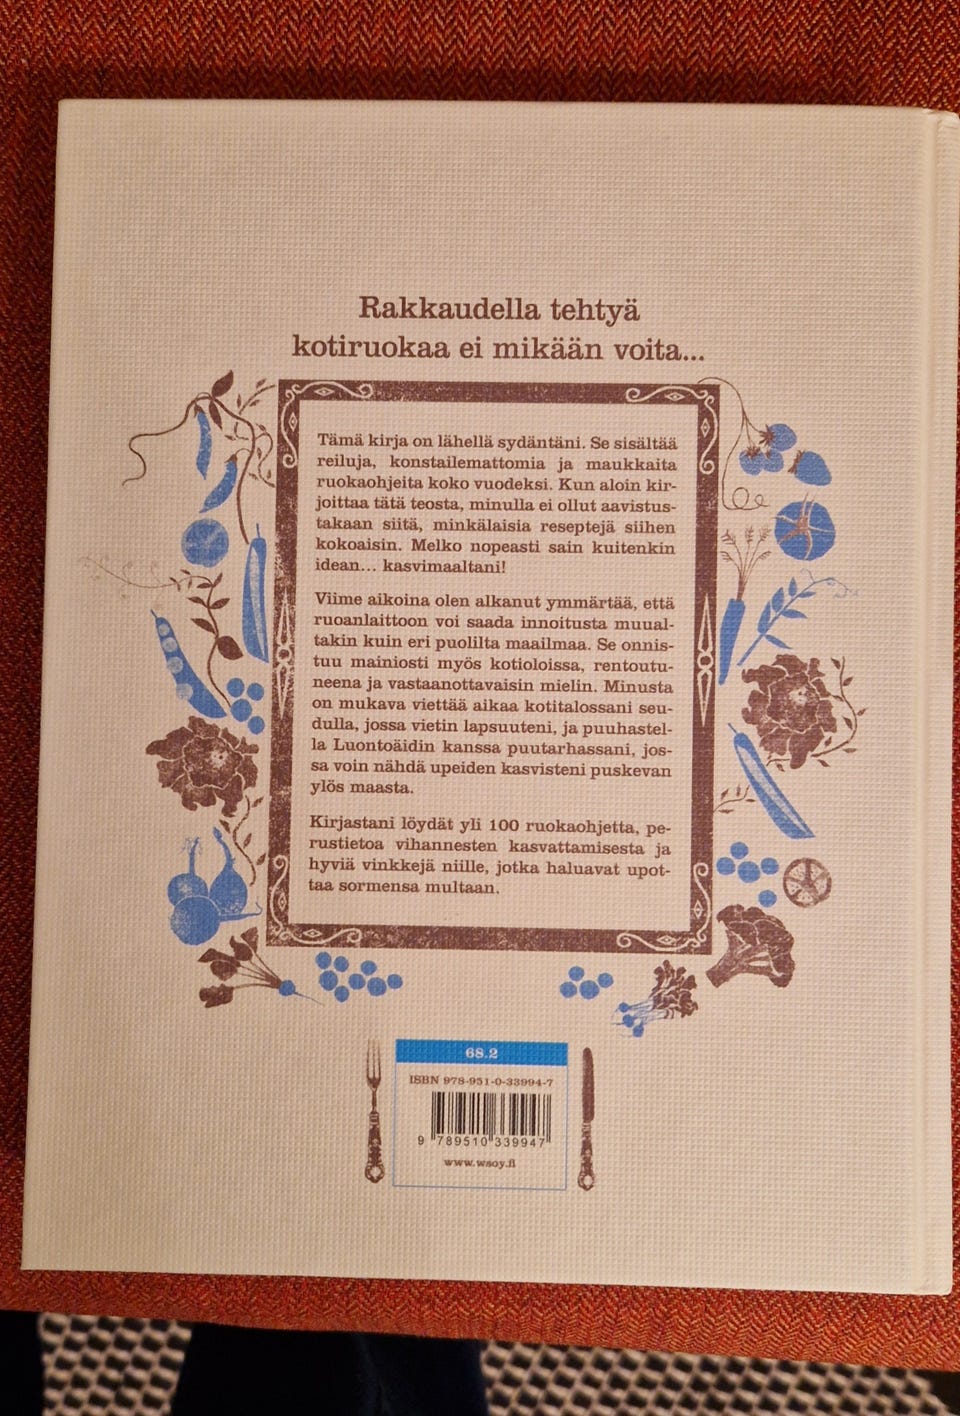 Rakkaudella tehtyä
kotiruokaa ei mikään voita...
Tämä kirja on lähellä sydäntäni. Se sisältää
reiluja, konstailemattomia ja maukkaita
ruokaohjeita koko vuodeksi. Kun aloin kir-
joittaa tätä teosta, minulla ei ollut aavistus-
takaan siitä, minkälaisia reseptejä siihen
kokoaisin. Melko nopeasti sain kuitenkin
idean... kasvimaaltani!
Viime aikoina olen alkanut ymmärtää, että
ruoanlaittoon voi saada innoitusta muual-
takin kuin eri puolilta maailmaa. Se onnis-
tuu mainiosti myös kotioloissa, rentoutu-
neena ja vastaanottavaisin mielin. Minusta
on mukava viettää aikaa kotitalossani seu-
dulla, jossa vietin lapsuuteni, ja puuhastel-
la Luontoäidin kanssa puutarhassani, jos-
sa voin nähdä upeiden kasvisteni puskevan
ylös maasta.
Kirjastani löydät yli 100 ruokaohjetta, pe-
rustietoa vihannesten kasvattamisesta ja
hyviä vinkkejä niille, jotka haluavat upot-
taa sormensa multaan.
68.2
ISBN 978-951-0-33994-7
9 789510 339947
www.wsoy.fi